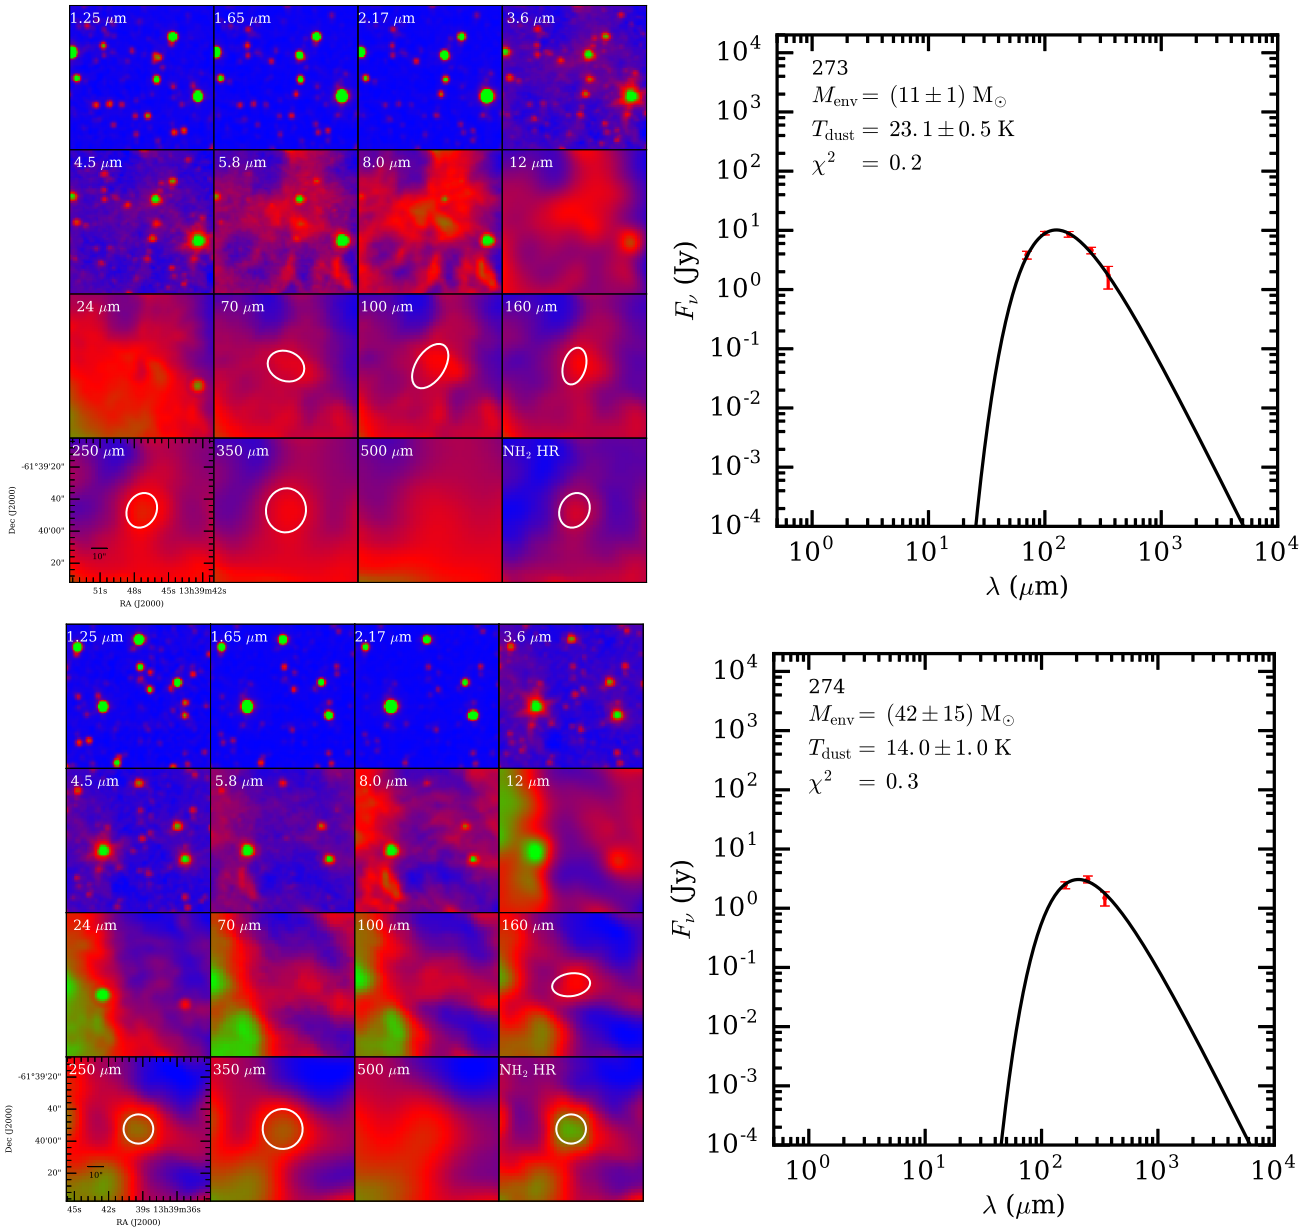 1.25 μm 1.65 μm 2.17 μm 3.6 μm
4.5 μm 5.8 μm 8.0 μm 12 μm
24 μm 70 μm 100 μm 160 μm
250 μm 350 μm 500 μm NH₂ HR
-61°39'20"
40"
40'00"
20"
Dec (J2000)
10"
51s 48s 45s 13h39m42s
RA (J2000)
273
M_env = (11 ± 1) M_⊙
T_dust = 23.1 ± 0.5 K
χ² = 0.2
10⁴
10³
10²
10¹
10⁰
10⁻¹
10⁻²
10⁻³
10⁻⁴
F_ν (Jy)
10⁰ 10¹ 10² 10³ 10⁴
λ (μm)
1.25 μm 1.65 μm 2.17 μm 3.6 μm
4.5 μm 5.8 μm 8.0 μm 12 μm
24 μm 70 μm 100 μm 160 μm
250 μm 350 μm 500 μm NH₂ HR
-61°39'20"
40"
40'00"
20"
Dec (J2000)
10"
45s 42s 39s 13h39m36s
RA (J2000)
274
M_env = (42 ± 15) M_⊙
T_dust = 14.0 ± 1.0 K
χ² = 0.3
10⁴
10³
10²
10¹
10⁰
10⁻¹
10⁻²
10⁻³
10⁻⁴
F_ν (Jy)
10⁰ 10¹ 10² 10³ 10⁴
λ (μm)